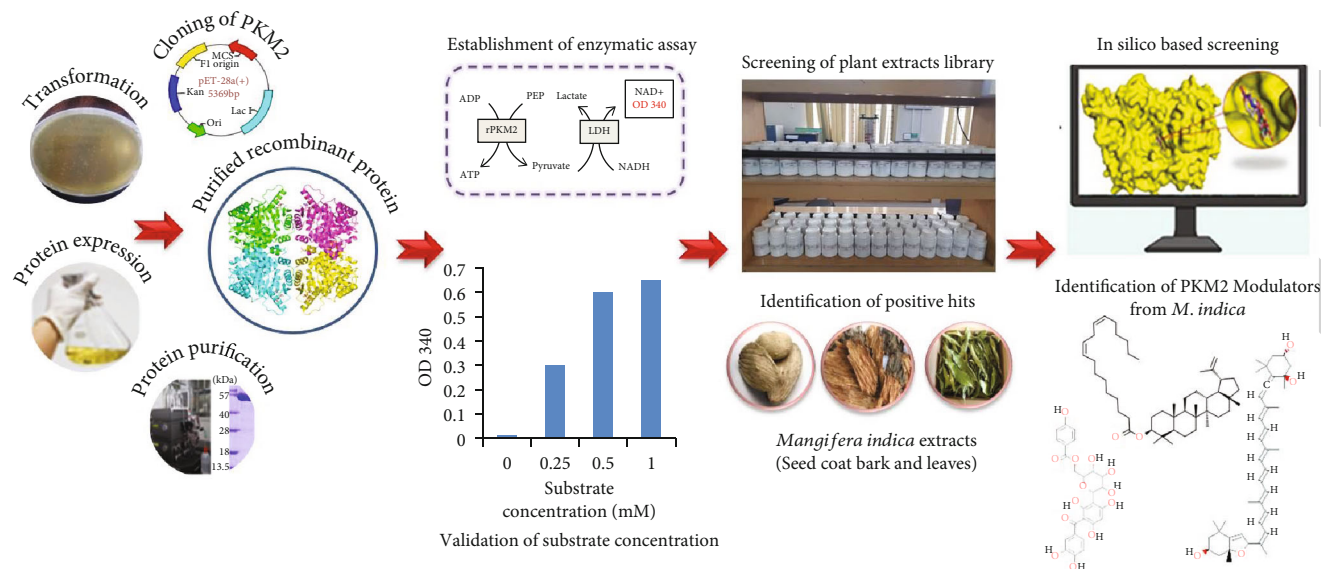 Transformation
Cloning of PKM2
MCS
F1 origin
pET-28a(+)
5369bp
Kan
Lac I
Ori
Purified recombinant protein
Protein expression
Protein purification
(kDa)
57
40
28
18
13.5
Establishment of enzymatic assay
ADP
PEP
Lactate
NAD+
OD 340
rPKM2
LDH
ATP
Pyruvate
NADH
0.7
0.6
0.5
0.4
0.3
0.2
0.1
0
OD 340
0
0.25
0.5
1
Substrate
concentration (mM)
Validation of substrate concentration
Screening of plant extracts library
Identification of positive hits
Mangifera indica extracts
(Seed coat bark and leaves)
In silico based screening
Identification of PKM2 Modulators
from M. indica